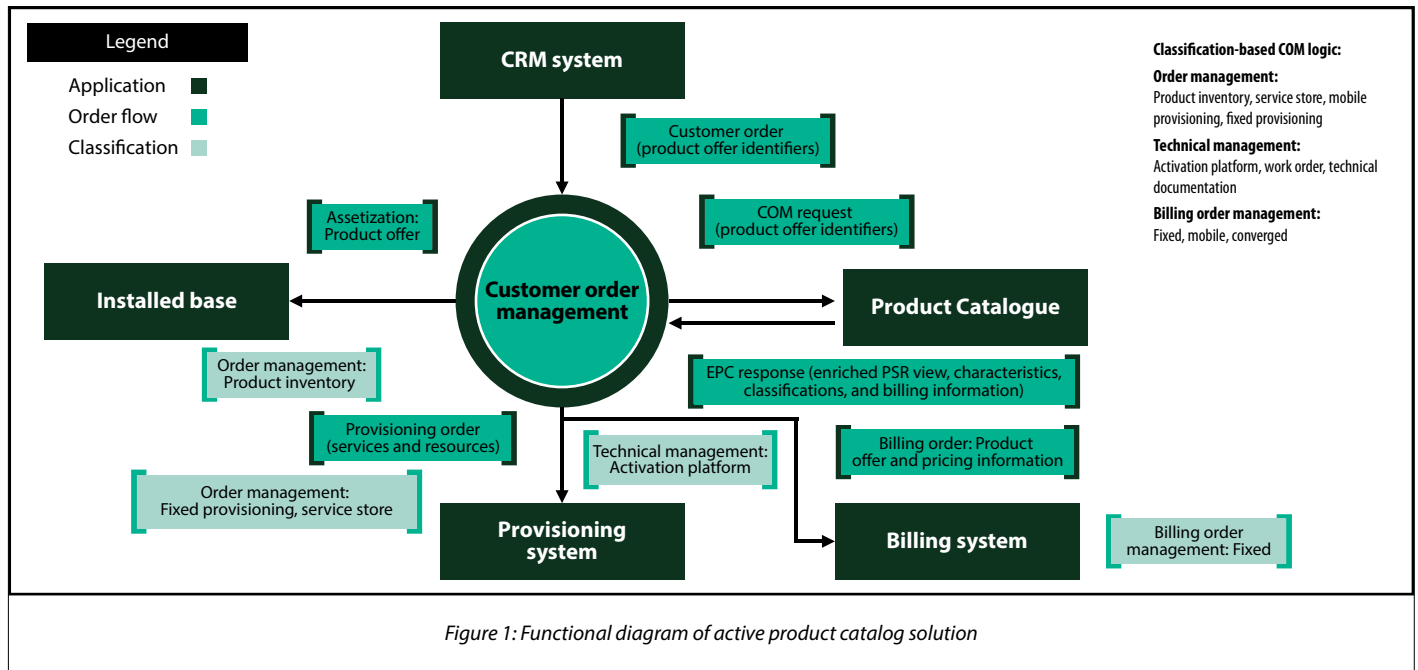 Legend
Application
Order flow
Classification
CRM system
Classification-based COM logic:
Order management:
Product inventory, service store, mobile
provisioning, fixed provisioning
Technical management:
Activation platform, work order, technical
documentation
Billing order management:
Fixed, mobile, converged
Customer order
(product offer identifiers)
Assetization:
Product offer
COM request
(product offer identifiers)
Installed base
Customer order
management
Product Catalogue
Order management:
Product inventory
EPC response (enriched PSR view, characteristics,
classifications, and billing information)
Provisioning order
(services and resources)
Technical management:
Activation platform
Billing order: Product
offer and pricing information
Order management:
Fixed provisioning, service store
Provisioning
system
Billing system
Billing order
management: Fixed
Figure 1: Functional diagram of active product catalog solution